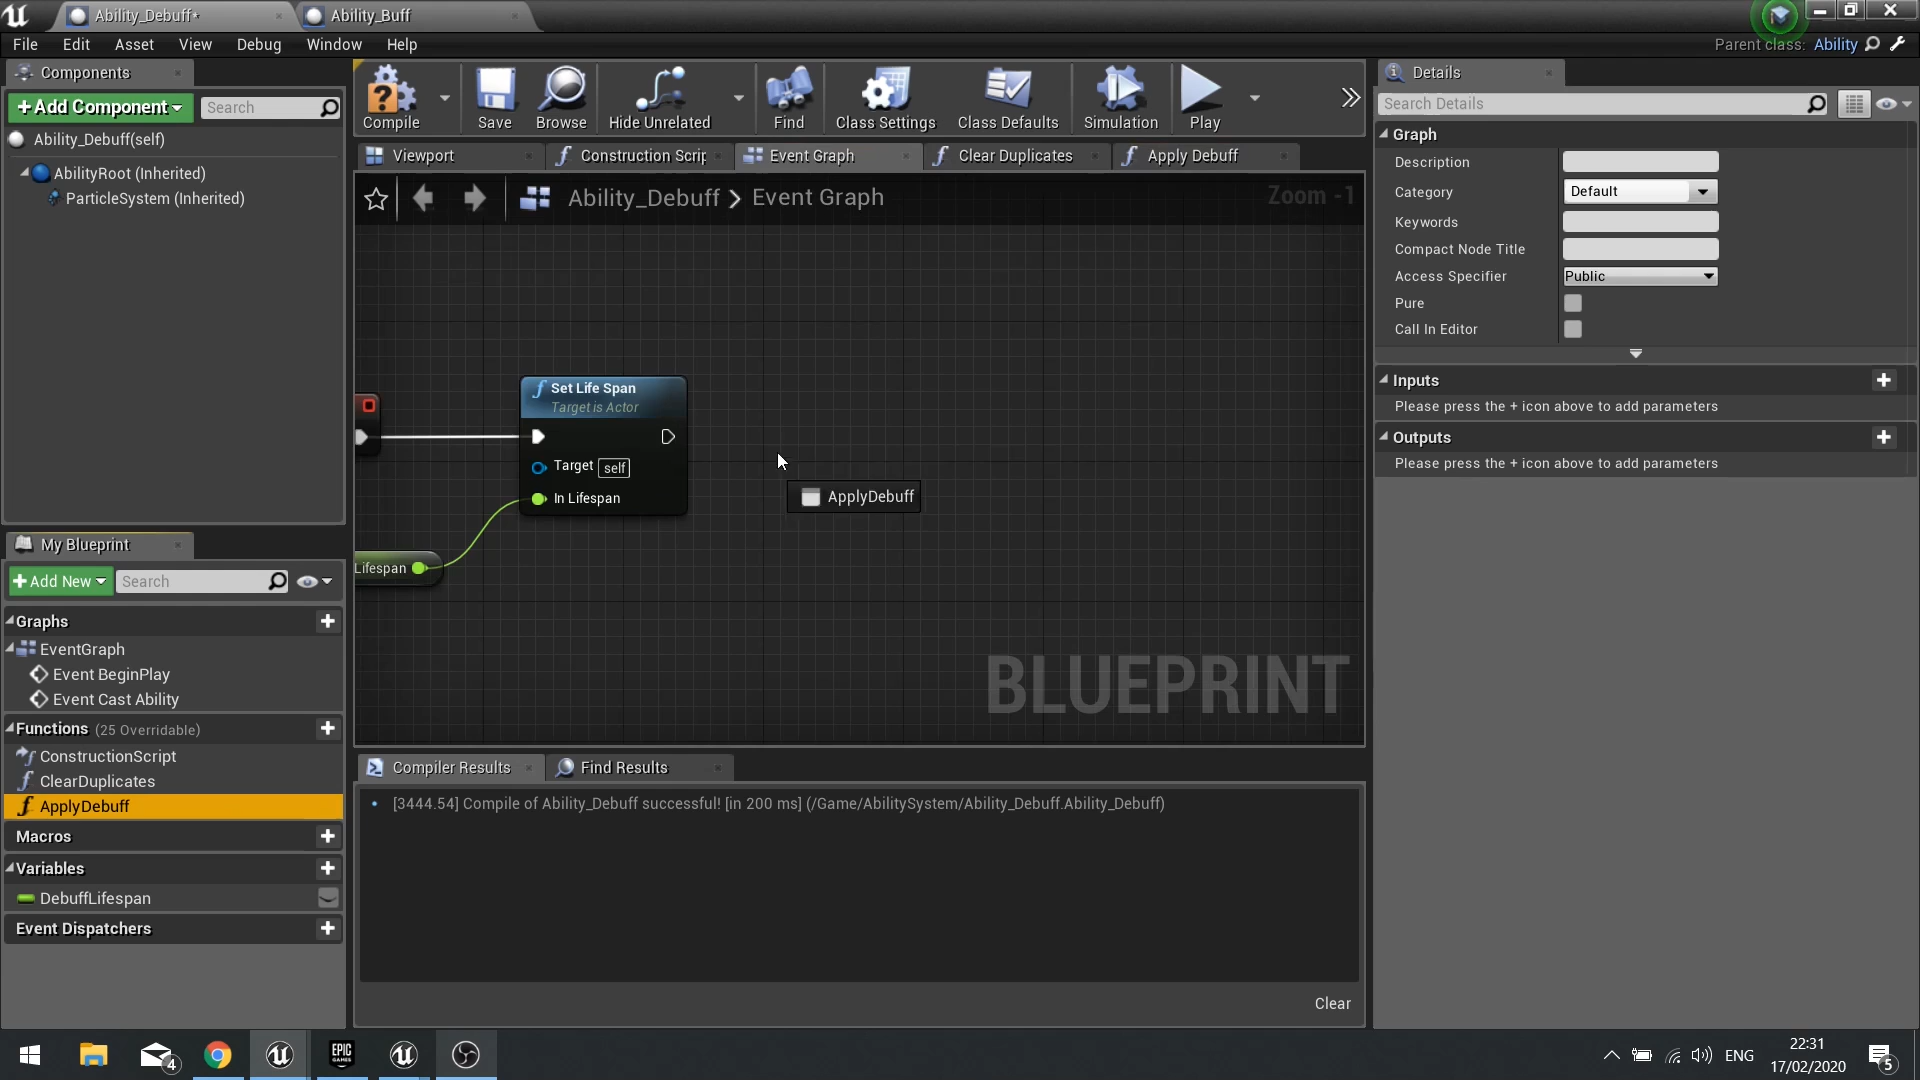 Ability_Debuff*
Ability_Buff
File Edit Asset View Debug Window Help
Parent class: Ability
Components
Add Component
Search
Ability_Debuff(self)
AbilityRoot (Inherited)
ParticleSystem (Inherited)
Compile
Save
Browse
Hide Unrelated
Find
Class Settings
Class Defaults
Simulation
Play
Viewport
Construction Scrip
Event Graph
Clear Duplicates
Apply Debuff
Ability_Debuff > Event Graph
Zoom -1
Set Life Span
Target is Actor
Target self
In Lifespan
Lifespan
ApplyDebuff
BLUEPRINT
My Blueprint
Add New
Search
Graphs
EventGraph
Event BeginPlay
Event Cast Ability
Functions (25 Overridable)
ConstructionScript
ClearDuplicates
ApplyDebuff
Macros
Variables
DebuffLifespan
Event Dispatchers
Compiler Results
Find Results
[3444.54] Compile of Ability_Debuff successful! [in 200 ms] (/Game/AbilitySystem/Ability_Debuff.Ability_Debuff)
Clear
Details
Search Details
Graph
Description
Category Default
Keywords
Compact Node Title
Access Specifier Public
Pure
Call In Editor
Inputs
Please press the + icon above to add parameters
Outputs
Please press the + icon above to add parameters
4
EPIC
GAMES
ENG
22:31
17/02/2020
5